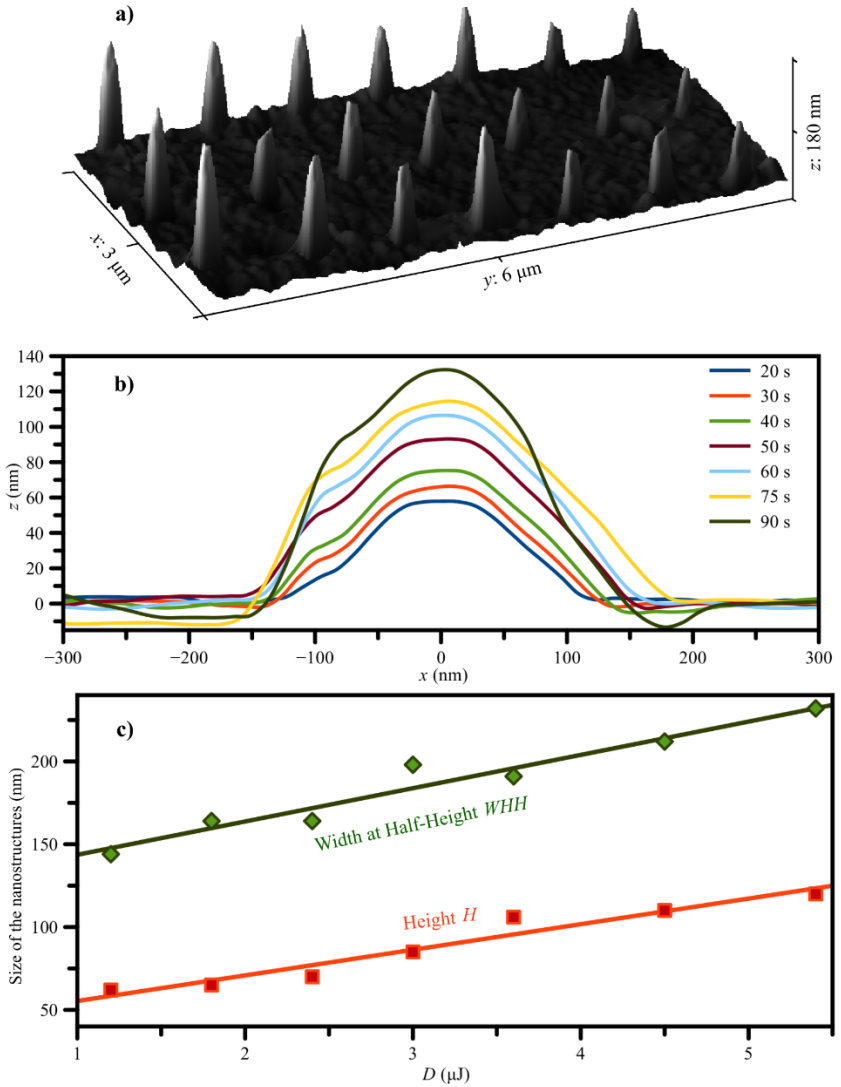 a)
z: 180 nm
x: 3 μm
y: 6 μm
b)
140
120
100
80
60
40
20
0
z (nm)
20 s
30 s
40 s
50 s
60 s
75 s
90 s
−300
−200
−100
0
100
200
300
x (nm)
c)
200
150
100
50
Size of the nanostructures (nm)
Width at Half-Height WHH
Height H
1
2
3
4
5
D (μJ)